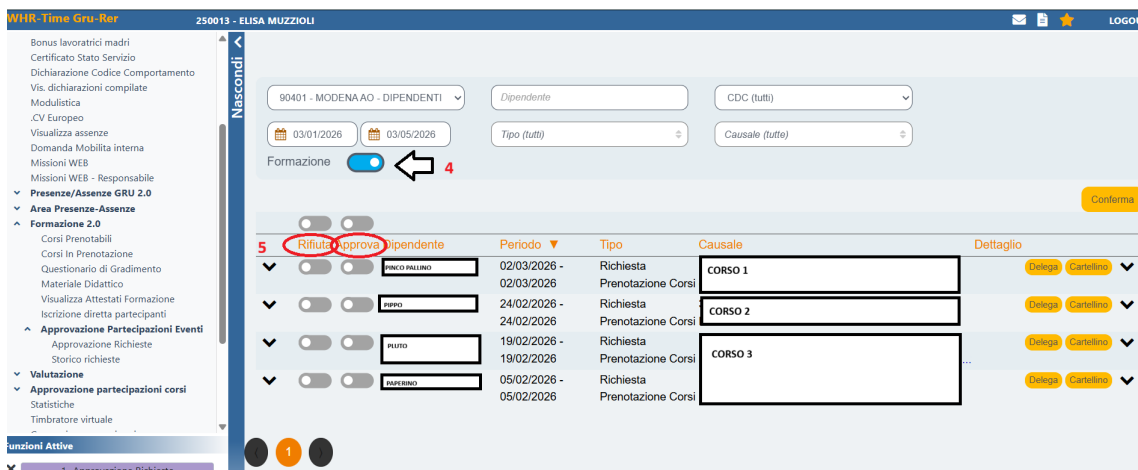 WHR-Time Gru-Rer 250013 - ELISA MUZZIOLI LOGOU
Bonus lavoratrici madri
Certificato Stato Servizio
Dichiarazione Codice Comportamento
Vis. dichiarazioni compilate
Modulistica
.CV Europeo
Visualizza assenze
Domanda Mobilita interna
Missioni WEB
Missioni WEB - Responsabile
Presenze/Assenze GRU 2.0
Area Presenze-Assenze
Formazione 2.0
Corsi Prenotabili
Corsi In Prenotazione
Questionario di Gradimento
Materiale Didattico
Visualizza Attestati Formazione
Iscrizione diretta partecipanti
Approvazione Partecipazioni Eventi
Approvazione Richieste
Storico richieste
Valutazione
Approvazione partecipazioni corsi
Statistiche
Timbratore virtuale
Funzioni Attive
1 Approvazione Richieste
Nascondi
90401 - MODENA AO - DIPENDENTI Dipendente CDC (tutti)
03/01/2026 03/05/2026 Tipo (tutti) Causale (tutte)
Formazione 4
Conferma
5 Rifiuta Approva Dipendente Periodo ▼ Tipo Causale Dettaglio
PINCO PALLINO 02/03/2026 - Richiesta CORSO 1 Delega Cartellino
02/03/2026 Prenotazione Corsi
PIPPO 24/02/2026 - Richiesta CORSO 2 Delega Cartellino
24/02/2026 Prenotazione Corsi
PLUTO 19/02/2026 - Richiesta CORSO 3 Delega Cartellino
19/02/2026 Prenotazione Corsi ...
PAPERINO 05/02/2026 - Richiesta Delega Cartellino
05/02/2026 Prenotazione Corsi
1